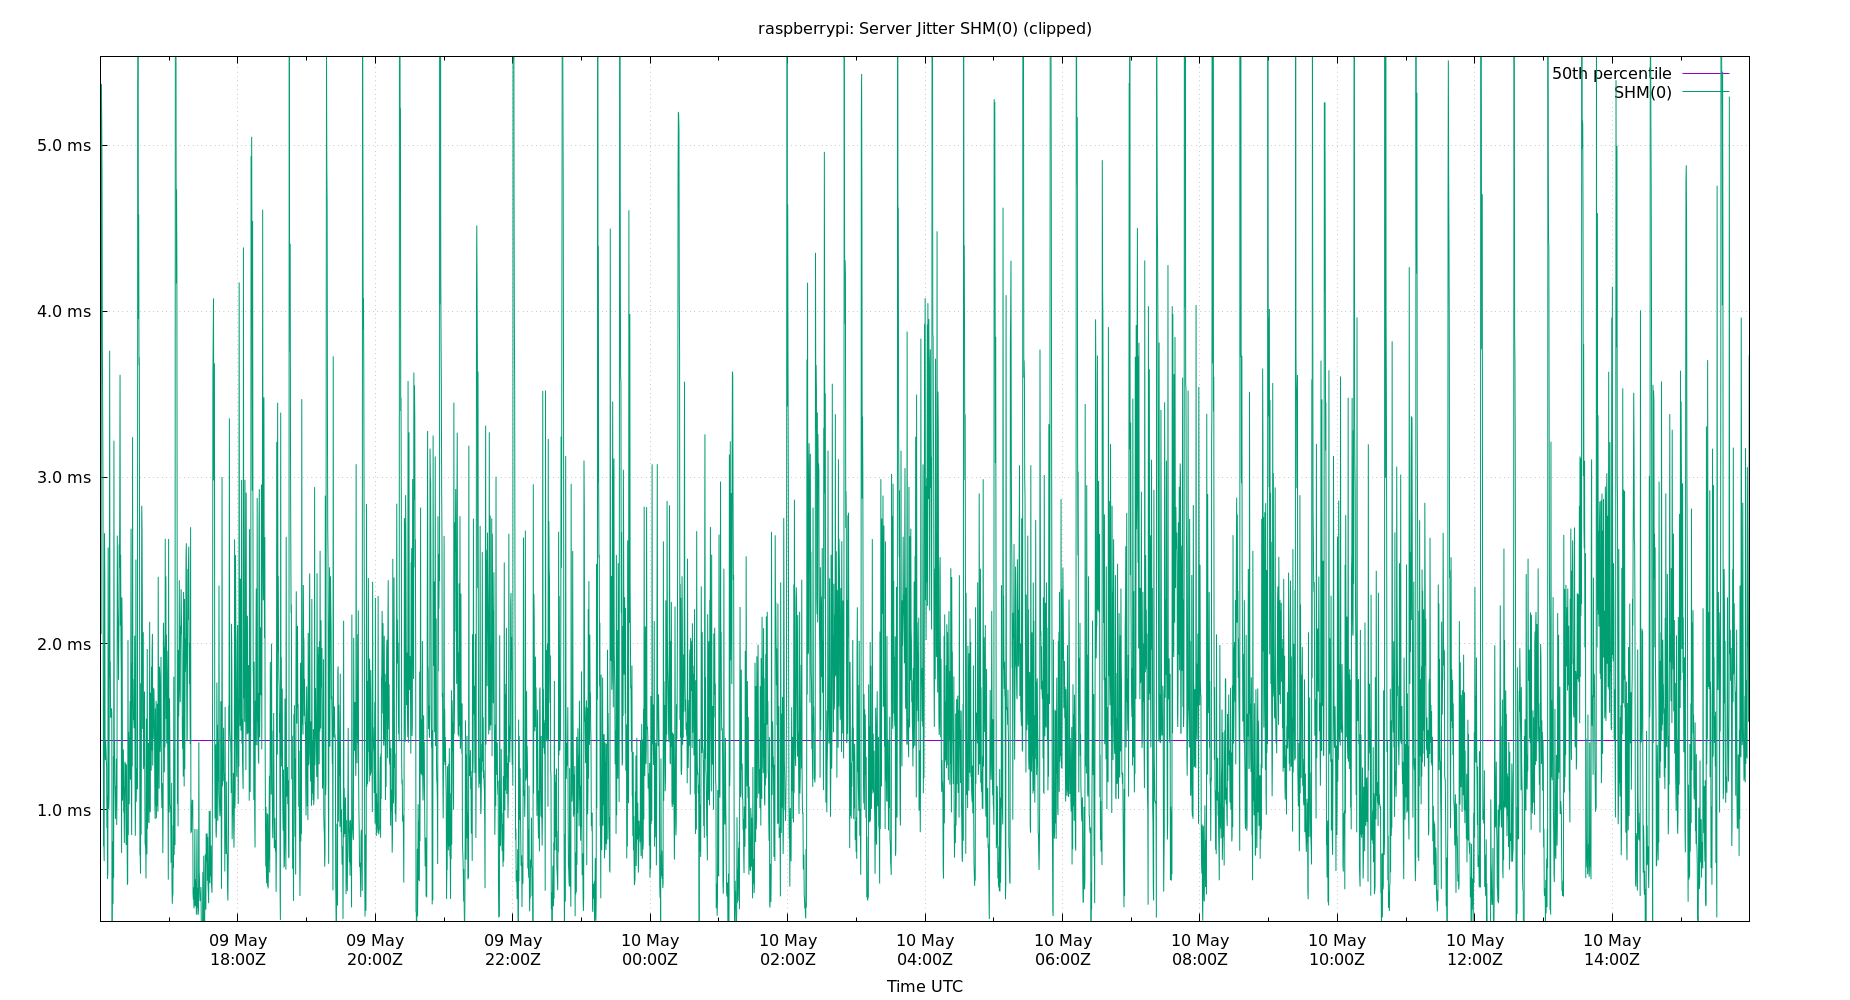 raspberrypi: Server Jitter SHM(0) (clipped)
50th percentile
SHM(0)
5.0 ms
4.0 ms
3.0 ms
2.0 ms
1.0 ms
09 May 09 May 09 May 10 May 10 May 10 May 10 May 10 May 10 May 10 May 10 May
18:00Z 20:00Z 22:00Z 00:00Z 02:00Z 04:00Z 06:00Z 08:00Z 10:00Z 12:00Z 14:00Z
Time UTC